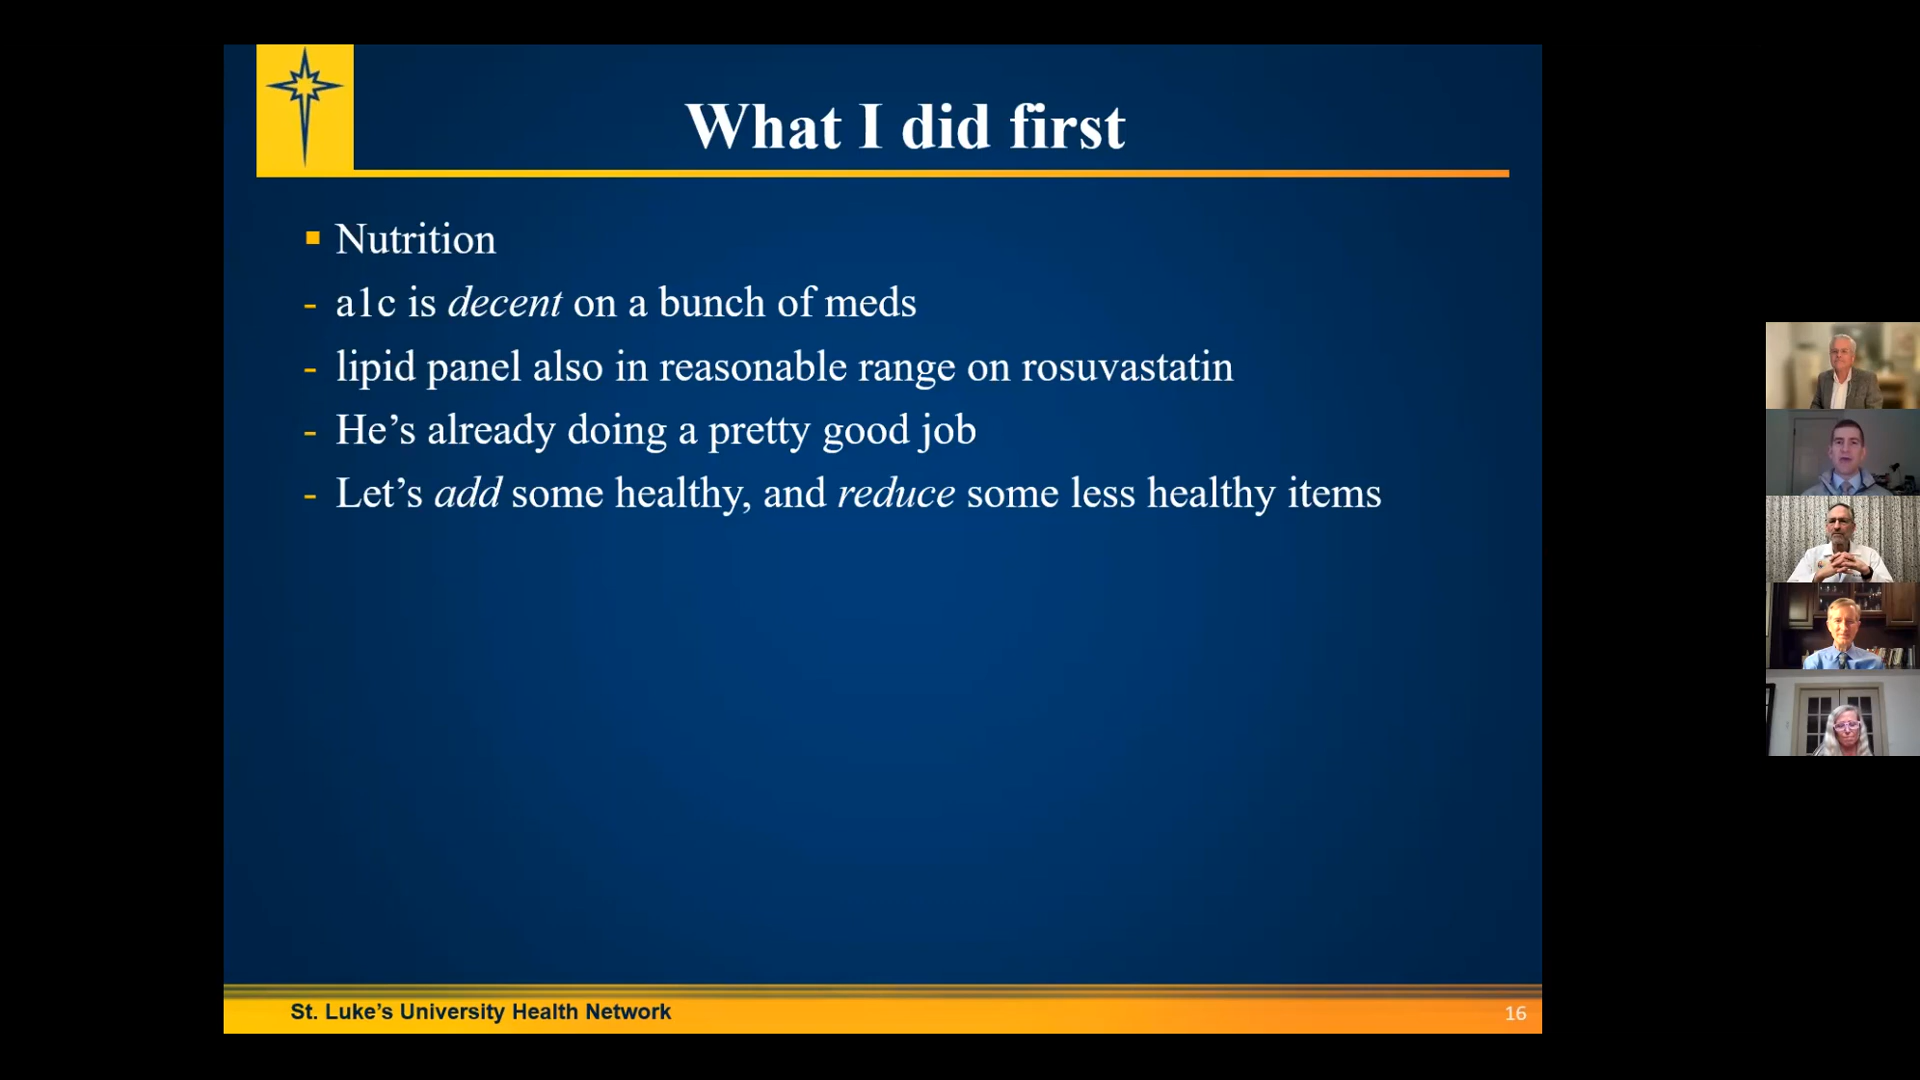 What I did first
▪ Nutrition
- a1c is decent on a bunch of meds
- lipid panel also in reasonable range on rosuvastatin
- He’s already doing a pretty good job
- Let’s add some healthy, and reduce some less healthy items
St. Luke’s University Health Network
16